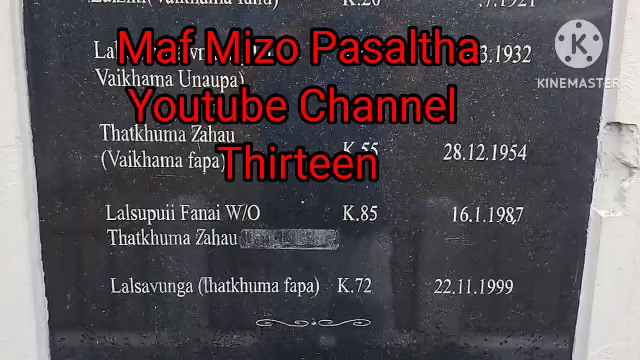 K.20
Maf Mizo Pasaltha
Vaikhama Unaupa)
Youtube Channel
Thatkhuma Zahau K.55 28.12.1954
(Vaikhama fapa)
Thirteen
Lalsupuii Fanai W/O K.85 16.1.1987
Thatkhuma Zahau
Lalsavunga (Thatkhuma fapa) K.72 22.11.1999
KINEMASTER